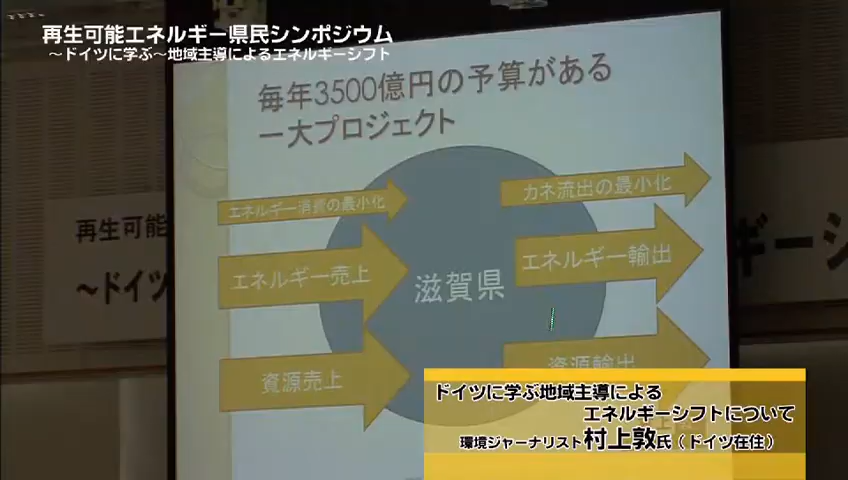 再生可能エネルギー県民シンポジウム
～ドイツに学ぶ～地域主導によるエネルギーシフト
毎年3500億円の予算がある
一大プロジェクト
エネルギー消費の最小化
カネ流出の最小化
エネルギー売上
エネルギー輸出
滋賀県
資源売上
資源輸出
再生可能
ギーシ
～ドイツ
ドイツに学ぶ地域主導による
エネルギーシフトについて
環境ジャーナリスト村上敦氏（ドイツ在住）